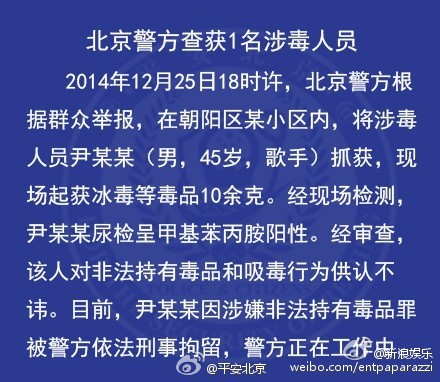 北京警方查获1名涉毒人员
2014年12月25日18时许，北京警方根
据群众举报，在朝阳区某小区内，将涉毒
人员尹某某（男，45岁，歌手）抓获，现
场起获冰毒等毒品10余克。经现场检测，
尹某某尿检呈甲基苯丙胺阳性。经审查，
该人对非法持有毒品和吸毒行为供认不
讳。目前，尹某某因涉嫌非法持有毒品罪
被警方依法刑事拘留，警方正在工作中
@平安北京
@新浪娱乐
weibo.com/entpaparazzi